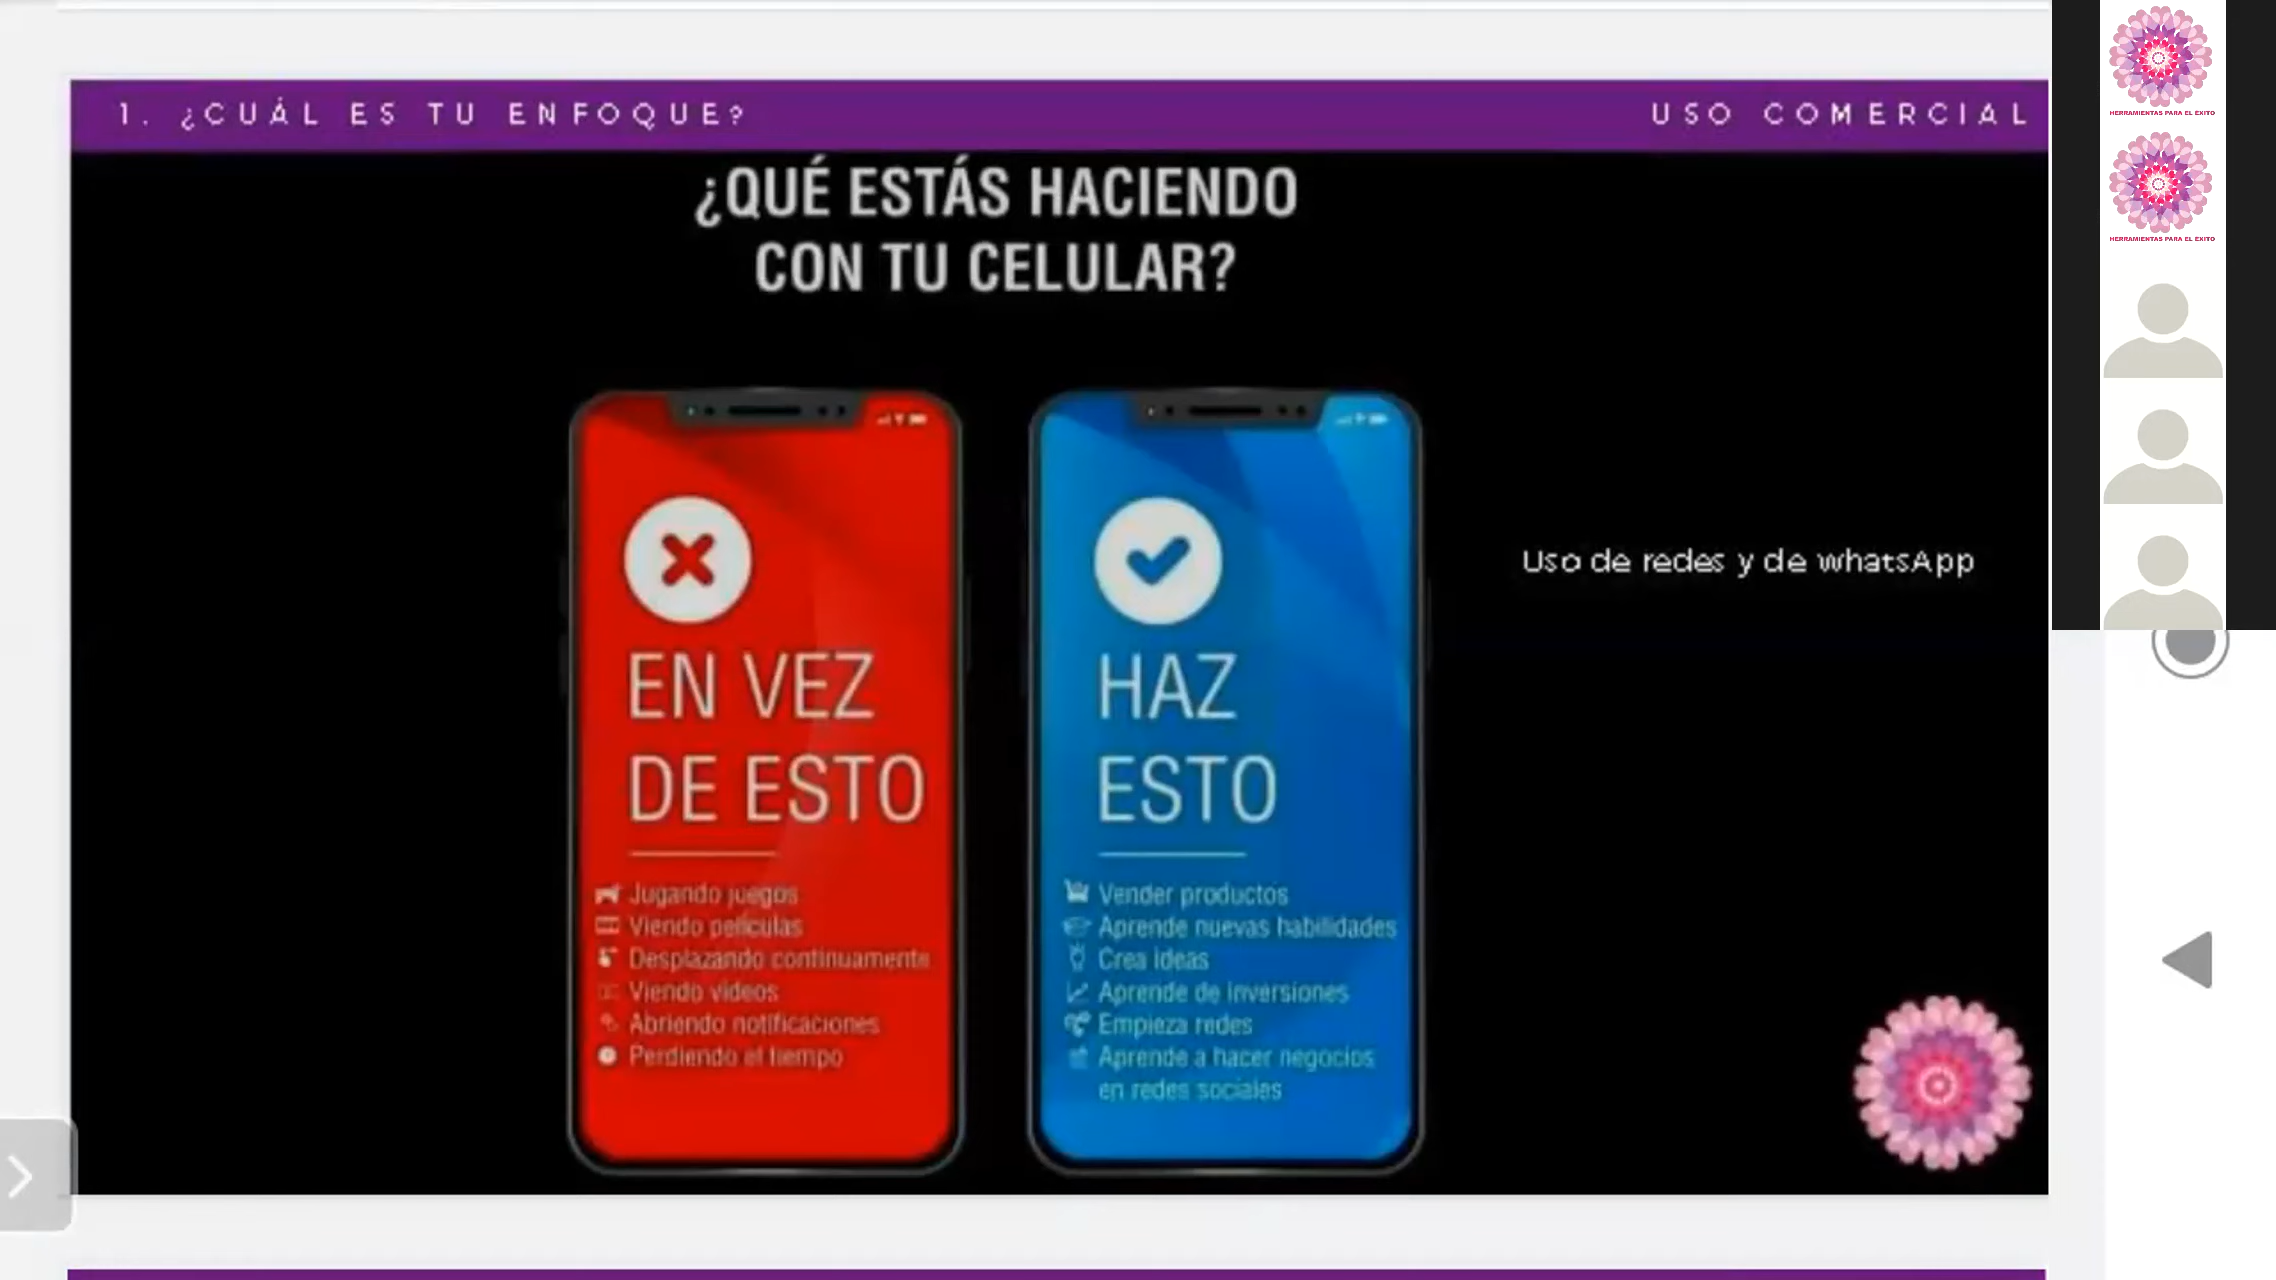 1. ¿CUÁL ES TU ENFOQUE?
USO COMERCIAL
¿QUÉ ESTÁS HACIENDO
CON TU CELULAR?
EN VEZ
DE ESTO
Jugando juegos
Viendo películas
Desplazando continuamente
Viendo videos
Abriendo notificaciones
Perdiendo el tiempo
HAZ
ESTO
Vender productos
Aprende nuevas habilidades
Crea ideas
Aprende de inversiones
Empieza redes
Aprende a hacer negocios
en redes sociales
Uso de redes y de whatsApp
HERRAMIENTAS PARA EL ÉXITO
HERRAMIENTAS PARA EL ÉXITO